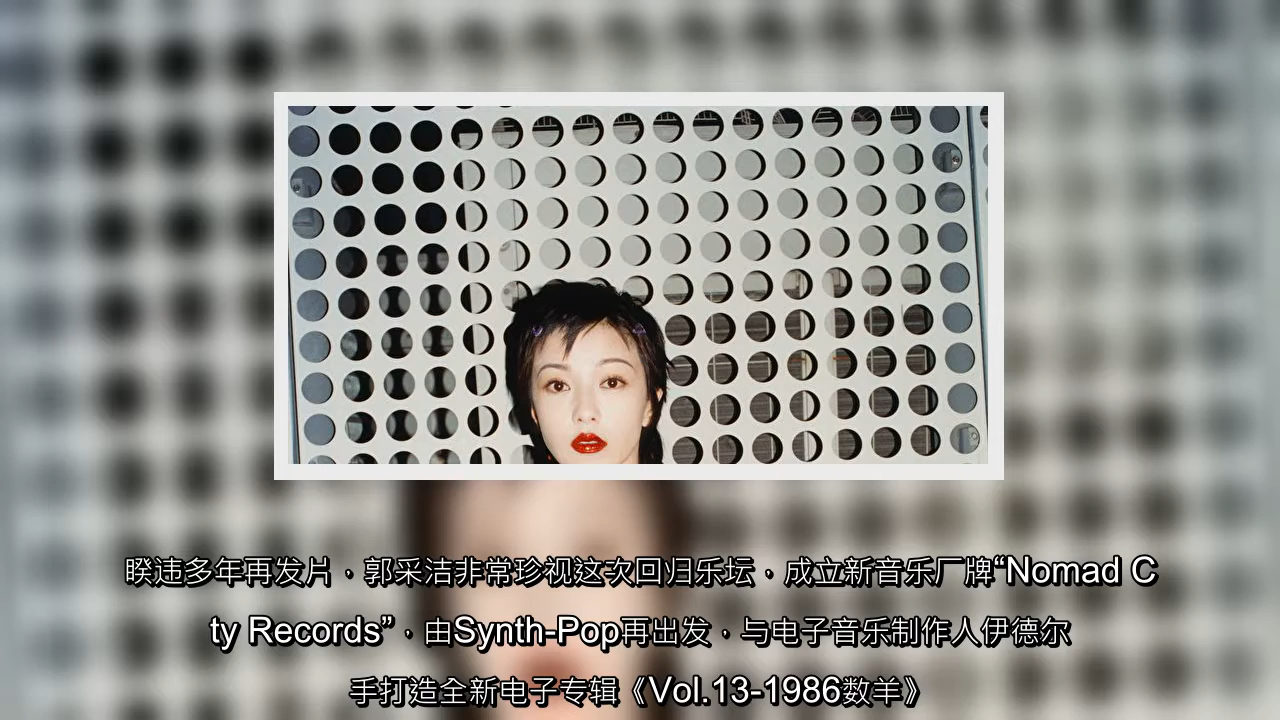 睽违多年再发片，郭采洁非常珍视这次回归乐坛，成立新音乐厂牌“Nomad C
ty Records”，由Synth-Pop再出发，与电子音乐制作人伊德尔
手打造全新电子专辑《Vol.13-1986数羊》